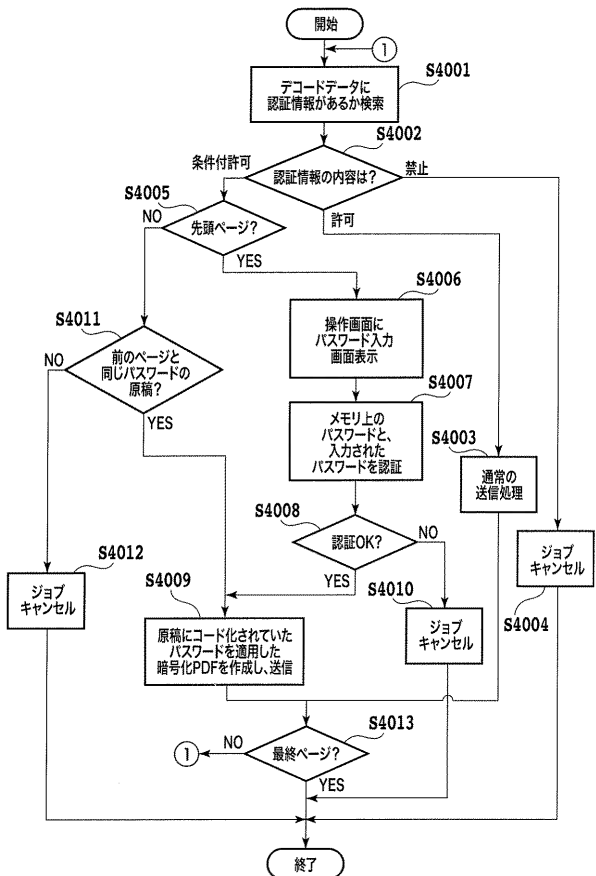 開始
①
S4001
デコードデータに
認証情報があるか検索
S4002
条件付許可
認証情報の内容は?
禁止
許可
S4005
NO
先頭ページ?
YES
S4006
操作画面に
パスワード入力
画面表示
S4011
NO
前のページと
同じパスワードの
原稿?
YES
S4007
メモリ上の
パスワードと、
入力された
パスワードを認証
S4003
通常の
送信処理
S4008
認証OK?
NO
YES
S4012
ジョブ
キャンセル
S4009
原稿にコード化されていた
パスワードを適用した
暗号化PDFを作成し、送信
S4010
ジョブ
キャンセル
ジョブ
キャンセル
S4004
S4013
①
NO
最終ページ?
YES
終了